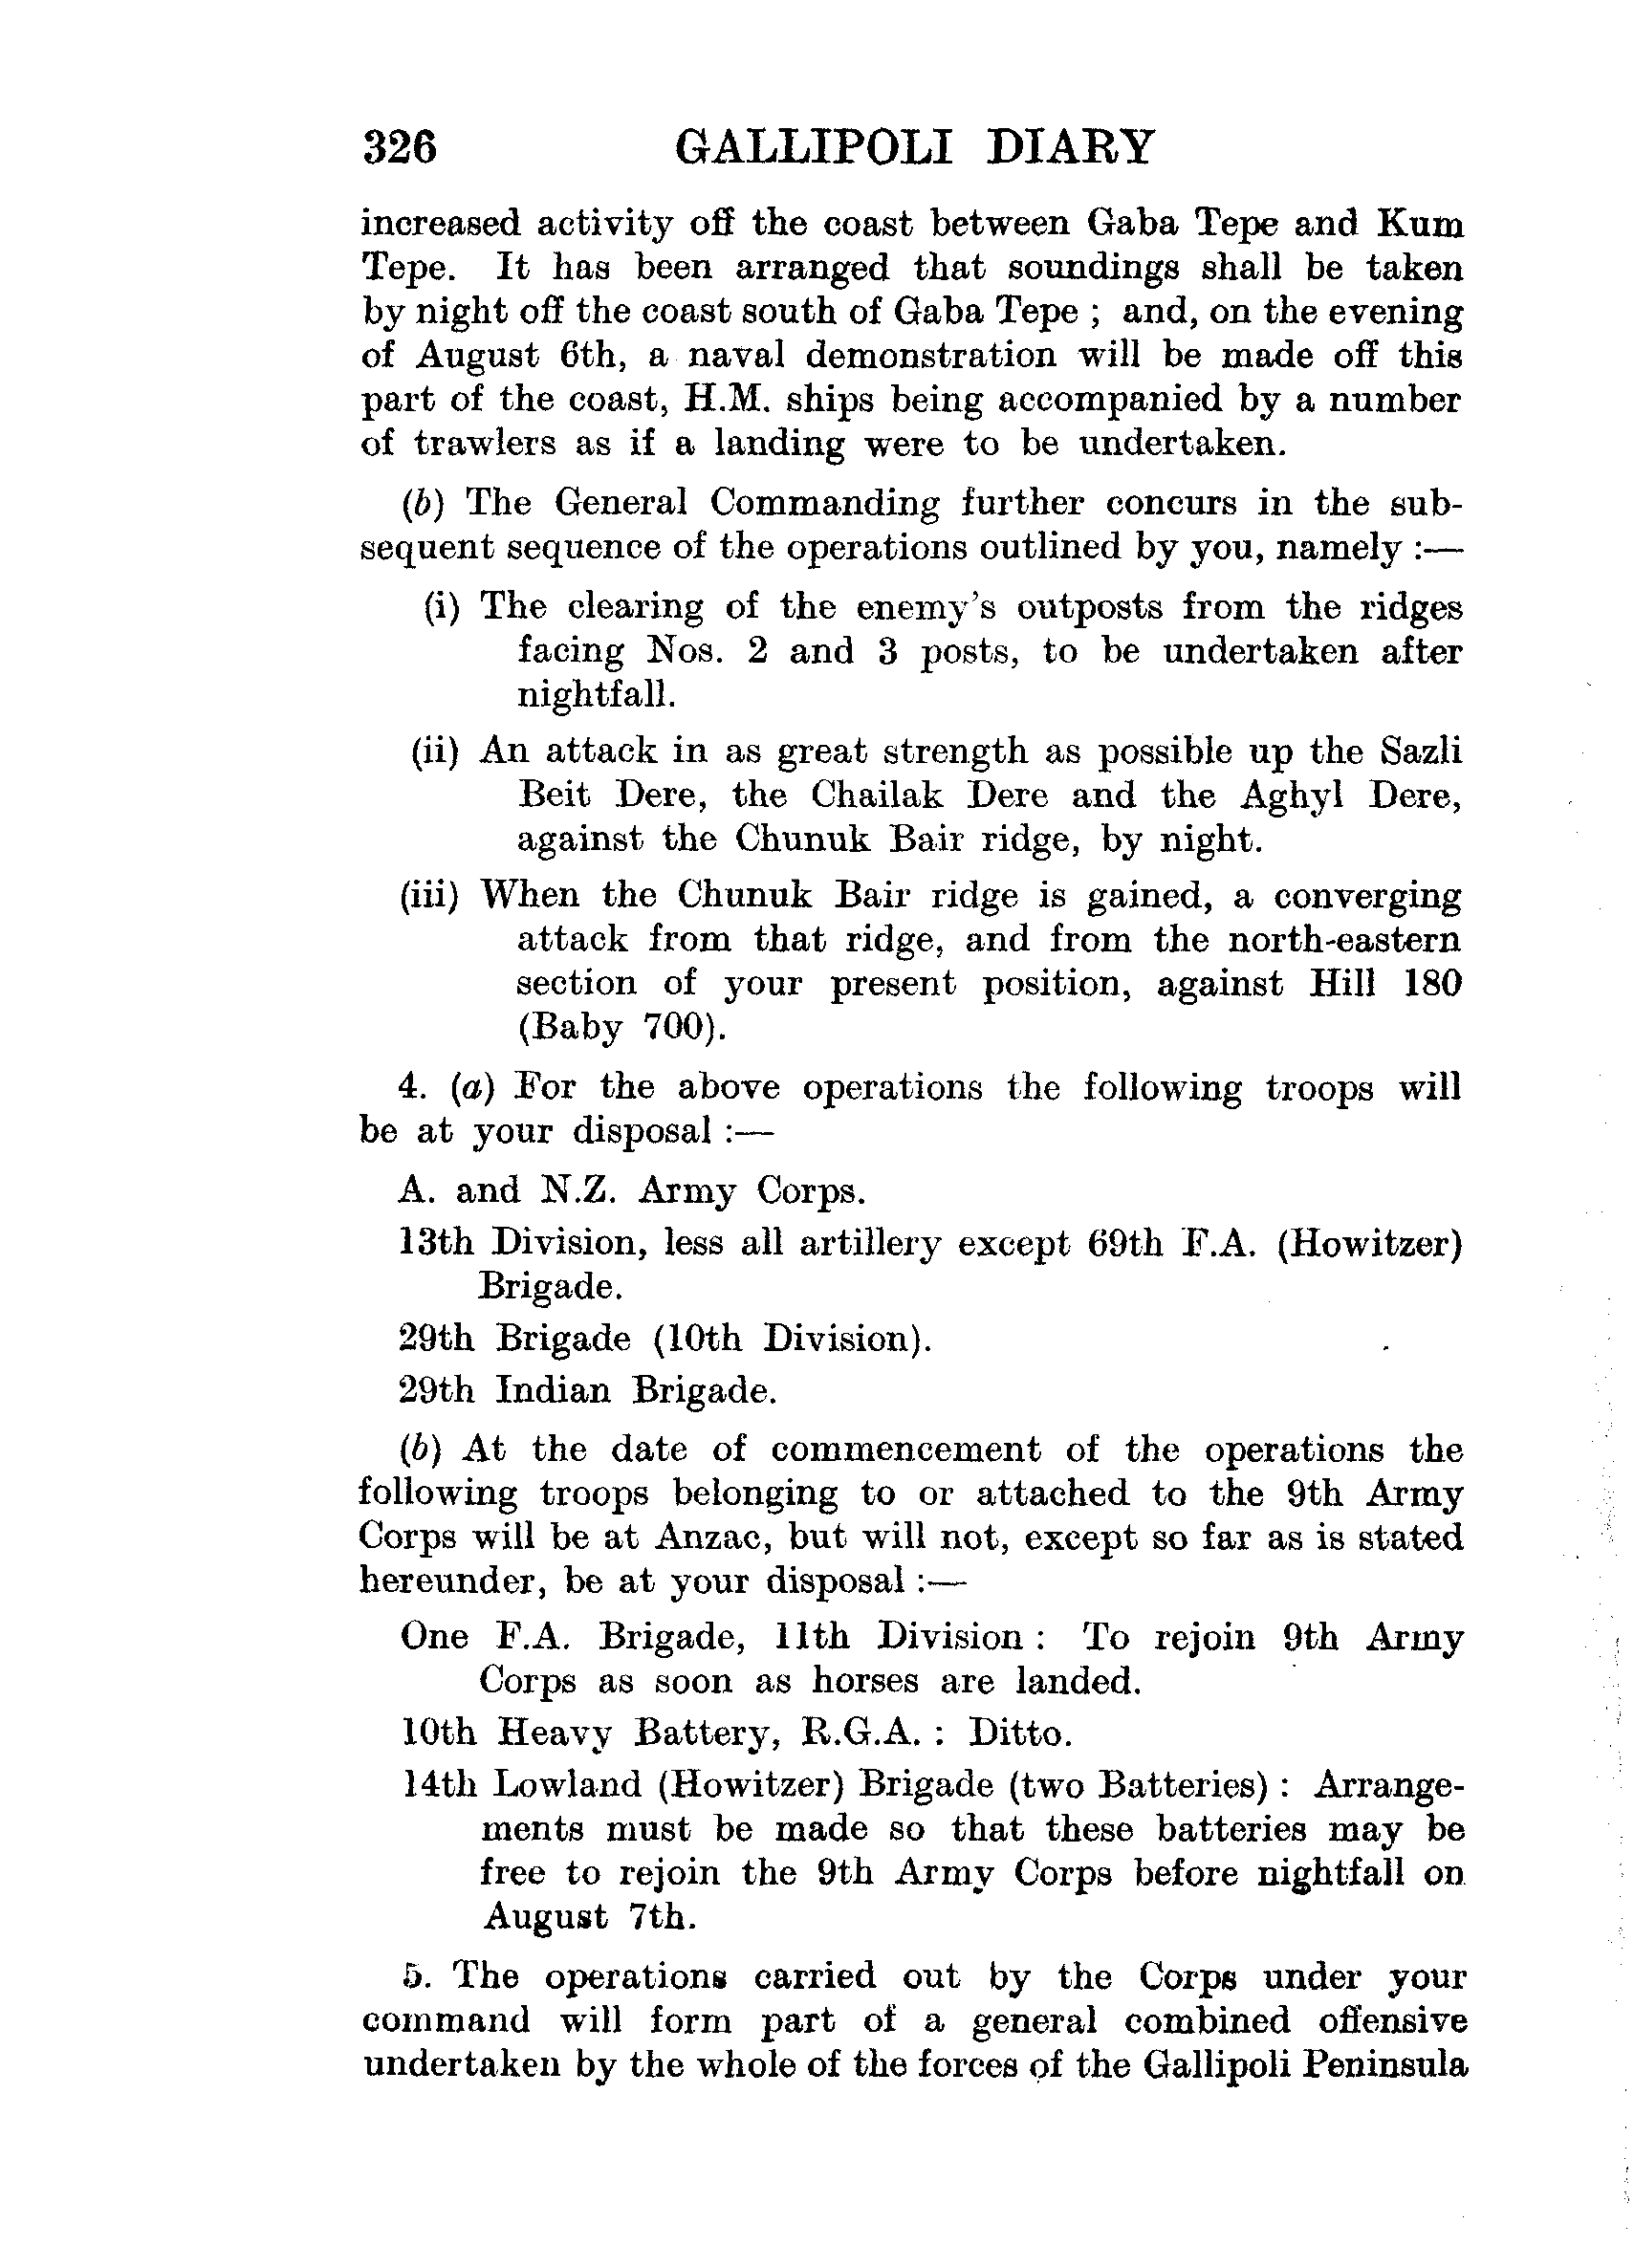 326 GALLIPOLI DIARY
increased activity off the coast between Gaba Tepe and Kum
Tepe. It has been arranged that soundings shall be taken
by night off the coast south of Gaba Tepe ; and, on the evening
of August 6th, a naval demonstration will be made off this
part of the coast, H.M. ships being accompanied by a number
of trawlers as if a landing were to be undertaken.
(b) The General Commanding further concurs in the sub-
sequent sequence of the operations outlined by you, namely :—
(i) The clearing of the enemy's outposts from the ridges
facing Nos. 2 and 3 posts, to be undertaken after
nightfall.
(ii) An attack in as great strength as possible up the Sazli
Beit Dere, the Chailak Dere and the Aghyl Dere,
against the Chunuk Bair ridge, by night.
(iii) When the Chunuk Bair ridge is gained, a converging
attack from that ridge, and from the north-eastern
section of your present position, against Hill 180
(Baby 700).
4. (a) For the above operations the following troops will
be at your disposal :—
A. and N.Z. Army Corps.
13th Division, less all artillery except 69th F.A. (Howitzer)
Brigade.
29th Brigade (10th Division).
29th Indian Brigade.
(b) At the date of commencement of the operations the
following troops belonging to or attached to the 9th Army
Corps will be at Anzac, but will not, except so far as is stated
hereunder, be at your disposal :—
One F.A. Brigade, 11th Division : To rejoin 9th Army
Corps as soon as horses are landed.
10th Heavy Battery, R.G.A. : Ditto.
14th Lowland (Howitzer) Brigade (two Batteries) : Arrange-
ments must be made so that these batteries may be
free to rejoin the 9th Army Corps before nightfall on
August 7th.
5. The operations carried out by the Corps under your
command will form part of a general combined offensive
undertaken by the whole of the forces of the Gallipoli Peninsula